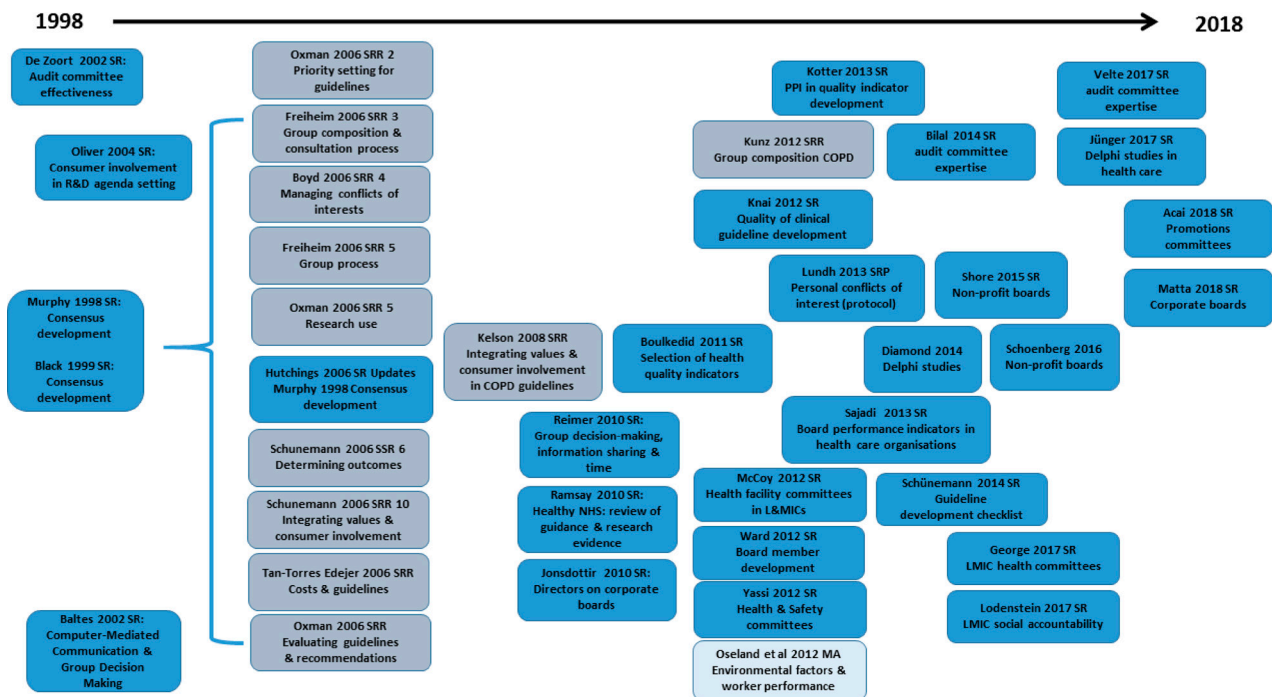 1998
2018
De Zoort 2002 SR:
Audit committee
effectiveness
Oliver 2004 SR:
Consumer involvement
in R&D agenda setting
Murphy 1998 SR:
Consensus
development
Black 1999 SR:
Consensus
development
Baltes 2002 SR:
Computer-Mediated
Communication &
Group Decision
Making
Oxman 2006 SRR 2
Priority setting for
guidelines
Freiheim 2006 SRR 3
Group composition &
consultation process
Boyd 2006 SRR 4
Managing conflicts of
interests
Freiheim 2006 SRR 5
Group process
Oxman 2006 SRR 5
Research use
Hutchings 2006 SR Updates
Murphy 1998 Consensus
development
Schunemann 2006 SSR 6
Determining outcomes
Schunemann 2006 SRR 10
Integrating values &
consumer involvement
Tan-Torres Edejer 2006 SRR
Costs & guidelines
Oxman 2006 SRR
Evaluating guidelines
& recommendations
Kelson 2008 SRR
Integrating values &
consumer involvement
in COPD guidelines
Reimer 2010 SR:
Group decision-making,
information sharing &
time
Ramsay 2010 SR:
Healthy NHS: review of
guidance & research
evidence
Jonsdottir 2010 SR:
Directors on corporate
boards
Boulkedid 2011 SR
Selection of health
quality indicators
Kotter 2013 SR
PPI in quality indicator
development
Kunz 2012 SRR
Group composition COPD
Knai 2012 SR
Quality of clinical
guideline development
Lundh 2013 SRP
Personal conflicts of
interest (protocol)
Bilal 2014 SR
audit committee
expertise
Shore 2015 SR
Non-profit boards
Diamond 2014
Delphi studies
Schoenberg 2016
Non-profit boards
Sajadi 2013 SR
Board performance indicators in
health care organisations
McCoy 2012 SR
Health facility committees
in L&MICs
Ward 2012 SR
Board member
development
Yassi 2012 SR
Health & Safety
committees
Oseland et al 2012 MA
Environmental factors &
worker performance
Schünemann 2014 SR
Guideline
development checklist
George 2017 SR
LMIC health committees
Lodenstein 2017 SR
LMIC social accountability
Velte 2017 SR
audit committee
expertise
Jünger 2017 SR
Delphi studies in
health care
Acai 2018 SR
Promotions
committees
Matta 2018 SR
Corporate boards